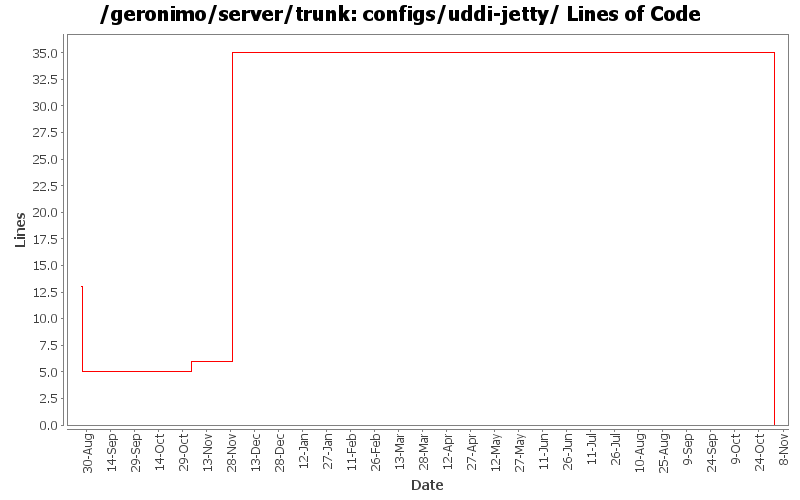 /geronimo/server/trunk: configs/uddi-jetty/ Lines of Code
Lines
35.0
32.5
30.0
27.5
25.0
22.5
20.0
17.5
15.0
12.5
10.0
7.5
5.0
2.5
0.0
30-Aug
14-Sep
29-Sep
14-Oct
29-Oct
13-Nov
28-Nov
13-Dec
28-Dec
12-Jan
27-Jan
11-Feb
26-Feb
13-Mar
28-Mar
12-Apr
27-Apr
12-May
27-May
11-Jun
26-Jun
11-Jul
26-Jul
10-Aug
25-Aug
9-Sep
24-Sep
9-Oct
24-Oct
8-Nov
Date